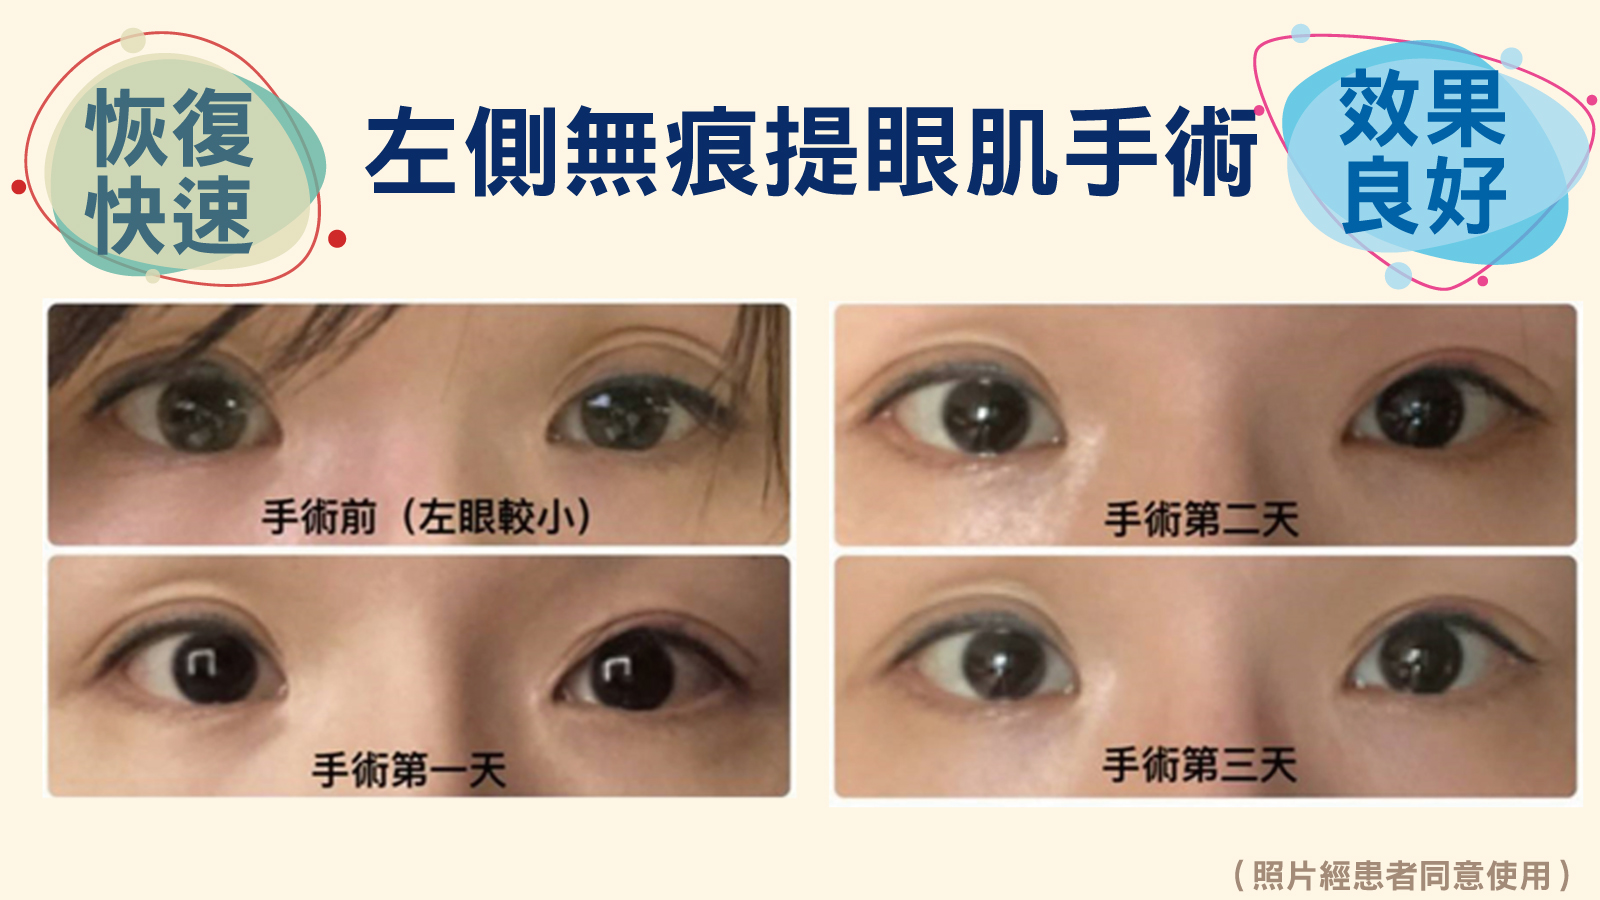 恢復
快速
左側無痕提眼肌手術
效果
良好
手術前（左眼較小）
手術第二天
手術第一天
手術第三天
（照片經患者同意使用）